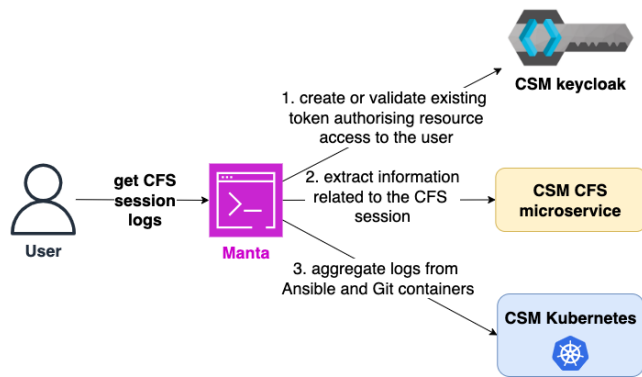 CSM keycloak
1. create or validate existing
token authorising resource
access to the user
get CFS
session
logs
User
Manta
2. extract information
related to the CFS
session
CSM CFS
microservice
3. aggregate logs from
Ansible and Git containers
CSM Kubernetes